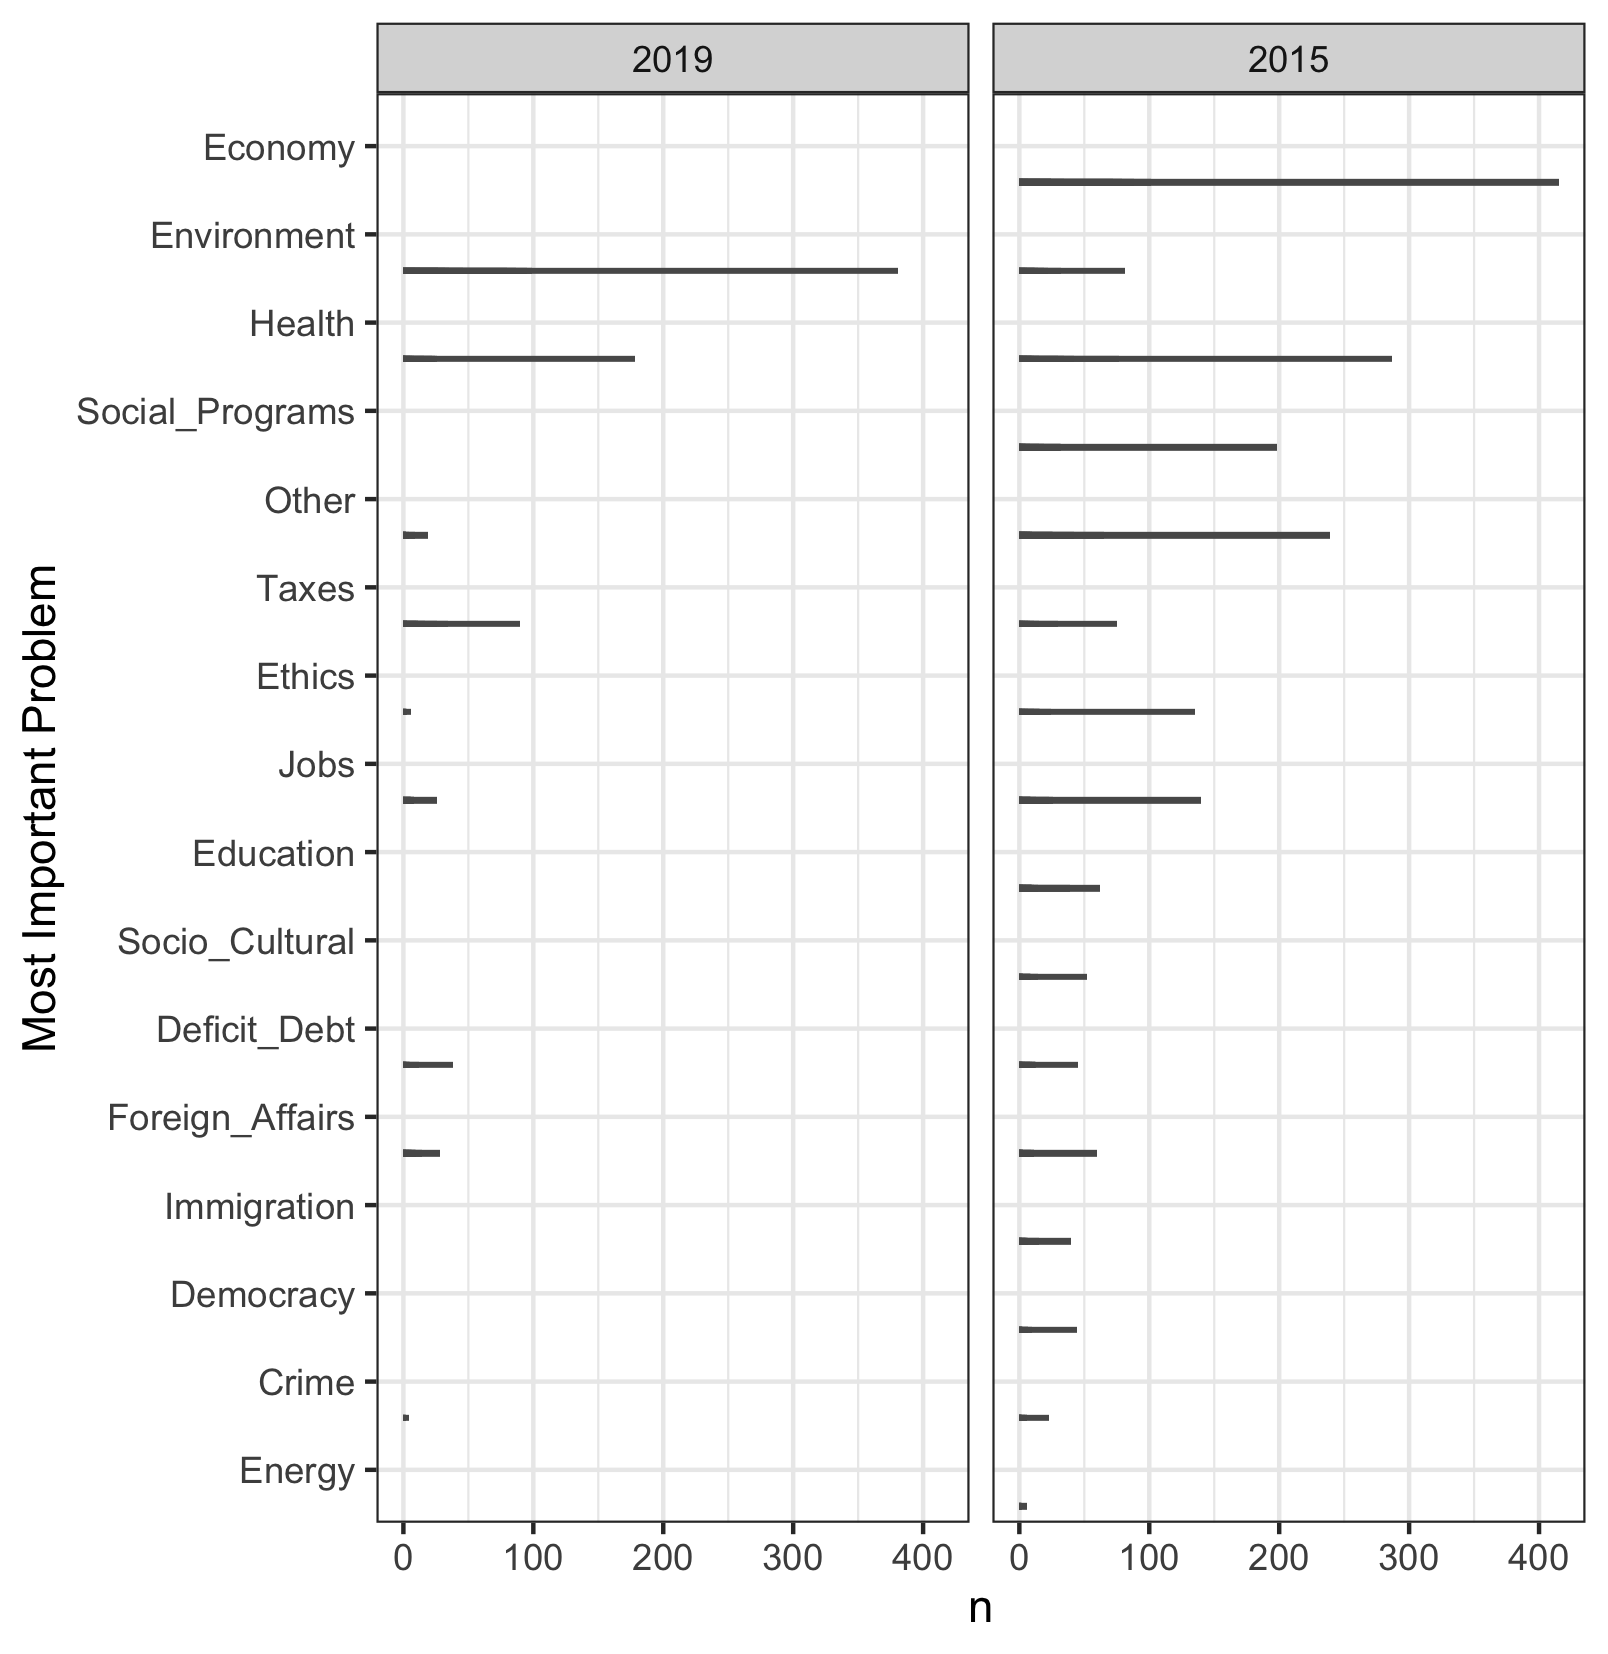 2019
2015
Economy
Environment
Health
Social_Programs
Other
Taxes
Ethics
Jobs
Education
Socio_Cultural
Deficit_Debt
Foreign_Affairs
Immigration
Democracy
Crime
Energy
Most Important Problem
0 100 200 300 400
0 100 200 300 400
n